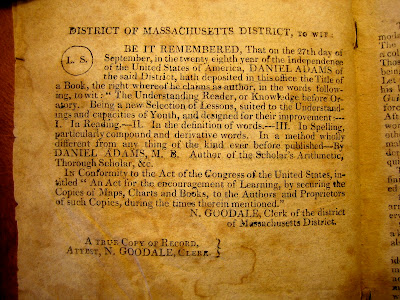 DISTRICT OF MASSACHUSETTS DISTRICT, TO WIT:
L. S.
BE IT REMEMBERED, That on the 27th day of
September, in the twenty eighth year of the Independence
of the United States of America, DANIEL ADAMS of
the said District, hath deposited in this office the Title of
a Book, the right whereof he claims as author, in the words follow-
ing, to wit: "The Understanding Reader, or Knowledge before Or-
atory. Being a new Selection of Lessons, suited to the Understand-
ings and capacities of Youth, and designed for their improvement:—
I. In Reading.—II. In the definition of words.—III. In Spelling,
particularly compound and derivative words. In a method wholly
different from any thing of the kind ever before published—By
DANIEL ADAMS, M. B. Author of the Scholar's Arithmetic,
Thorough Scholar, &c.
In Conformity to the Act of the Congress of the United States, in-
titled "An Act for the encouragement of Learning, by securing the
Copies of Maps, Charts and Books, to the Authors and Proprietors
of such Copies, during the times therein mentioned."
N. GOODALE, Clerk of the district
of Massachusetts District.
A TRUE COPY OF RECORD,
ATTEST, N. GOODALE, CLERK.